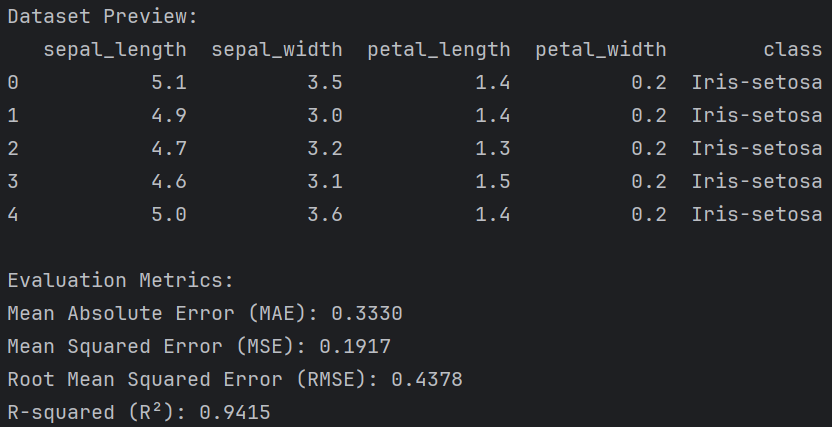 Dataset Preview:
   sepal_length  sepal_width  petal_length  petal_width        class
0           5.1          3.5           1.4          0.2  Iris-setosa
1           4.9          3.0           1.4          0.2  Iris-setosa
2           4.7          3.2           1.3          0.2  Iris-setosa
3           4.6          3.1           1.5          0.2  Iris-setosa
4           5.0          3.6           1.4          0.2  Iris-setosa
Evaluation Metrics:
Mean Absolute Error (MAE): 0.3330
Mean Squared Error (MSE): 0.1917
Root Mean Squared Error (RMSE): 0.4378
R-squared (R²): 0.9415